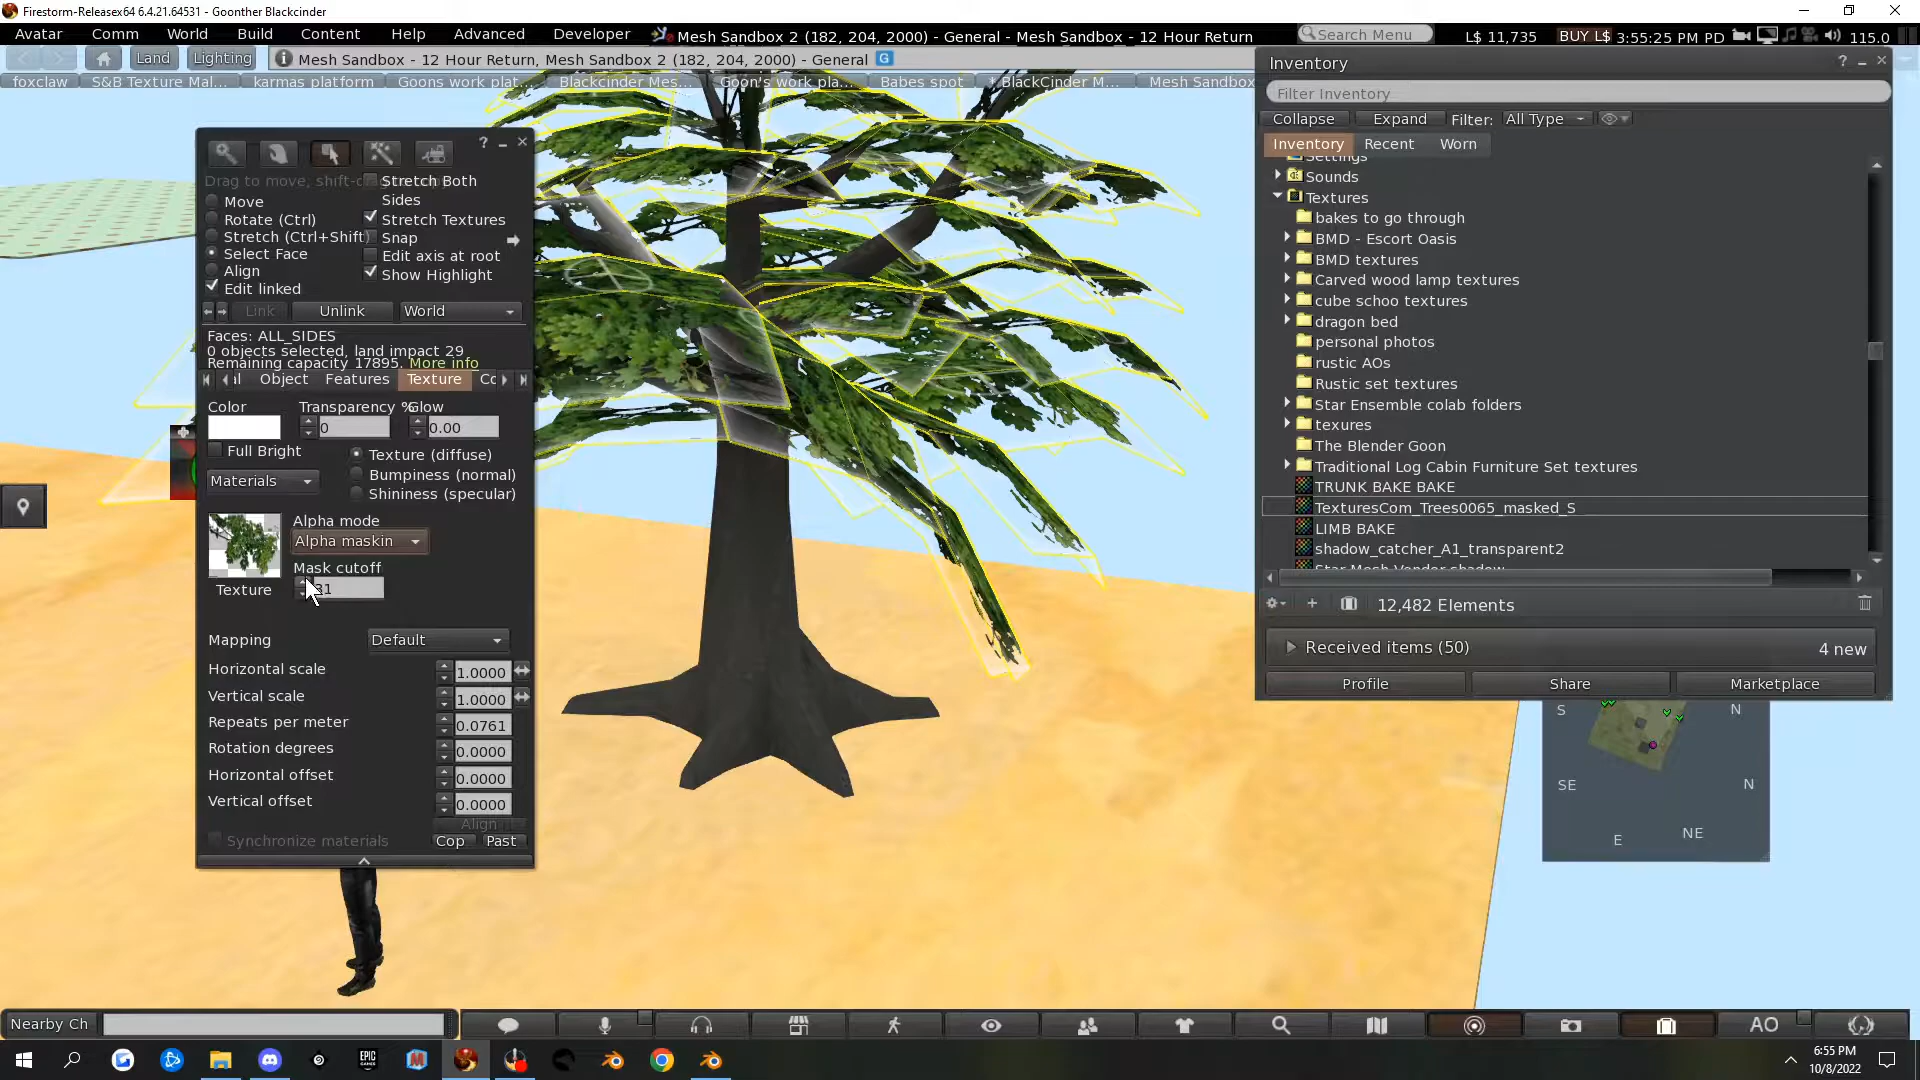 Firestorm-Releasex64 6.4.21.64531 - Goonther Blackcinder
Avatar Comm World Build Content Help Advanced Developer Mesh Sandbox 2 (182, 204, 2000) - General - Mesh Sandbox - 12 Hour Return Search Menu L$ 11,735 BUY L$ 3:55:25 PM PD 115.0
Land Lighting Mesh Sandbox - 12 Hour Return, Mesh Sandbox 2 (182, 204, 2000) - General G
foxclaw S&B Texture Mal... karmas platform Goons work plat... Blackcinder Mes... Goon's work pla... Babes spot BlackCinder M... Mesh Sandbox
Drag to move, shift-
Stretch Both
Sides
Move
Rotate (Ctrl)
Stretch Textures
Stretch (Ctrl+Shift)
Snap
Select Face
Edit axis at root
Align
Show Highlight
Edit linked
Link Unlink World
Faces: ALL_SIDES
0 objects selected, land impact 29
Remaining capacity 17895. More info
Object Features Texture Co
Color Transparency % Glow
0 0.00
Full Bright
Texture (diffuse)
Materials
Bumpiness (normal)
Shininess (specular)
Alpha mode
Alpha maskin
Mask cutoff
Texture
Mapping Default
Horizontal scale 1.0000
Vertical scale 1.0000
Repeats per meter 0.0761
Rotation degrees 0.0000
Horizontal offset 0.0000
Vertical offset 0.0000
Align
Synchronize materials Cop Past
Inventory
? 
Filter Inventory
Collapse Expand Filter: All Type
Inventory Recent Worn
Settings
Sounds
Textures
bakes to go through
BMD - Escort Oasis
BMD textures
Carved wood lamp textures
cube schoo textures
dragon bed
personal photos
rustic AOs
Rustic set textures
Star Ensemble colab folders
texures
The Blender Goon
Traditional Log Cabin Furniture Set textures
TRUNK BAKE BAKE
TexturesCom_Trees0065_masked_S
LIMB BAKE
shadow_catcher_A1_transparent2
Star Mesh Vendor shadow
12,482 Elements
Received items (50) 4 new
Profile Share Marketplace
S N
SE N
E NE
Nearby Ch
AO
EPIC GAMES
6:55 PM
10/8/2022